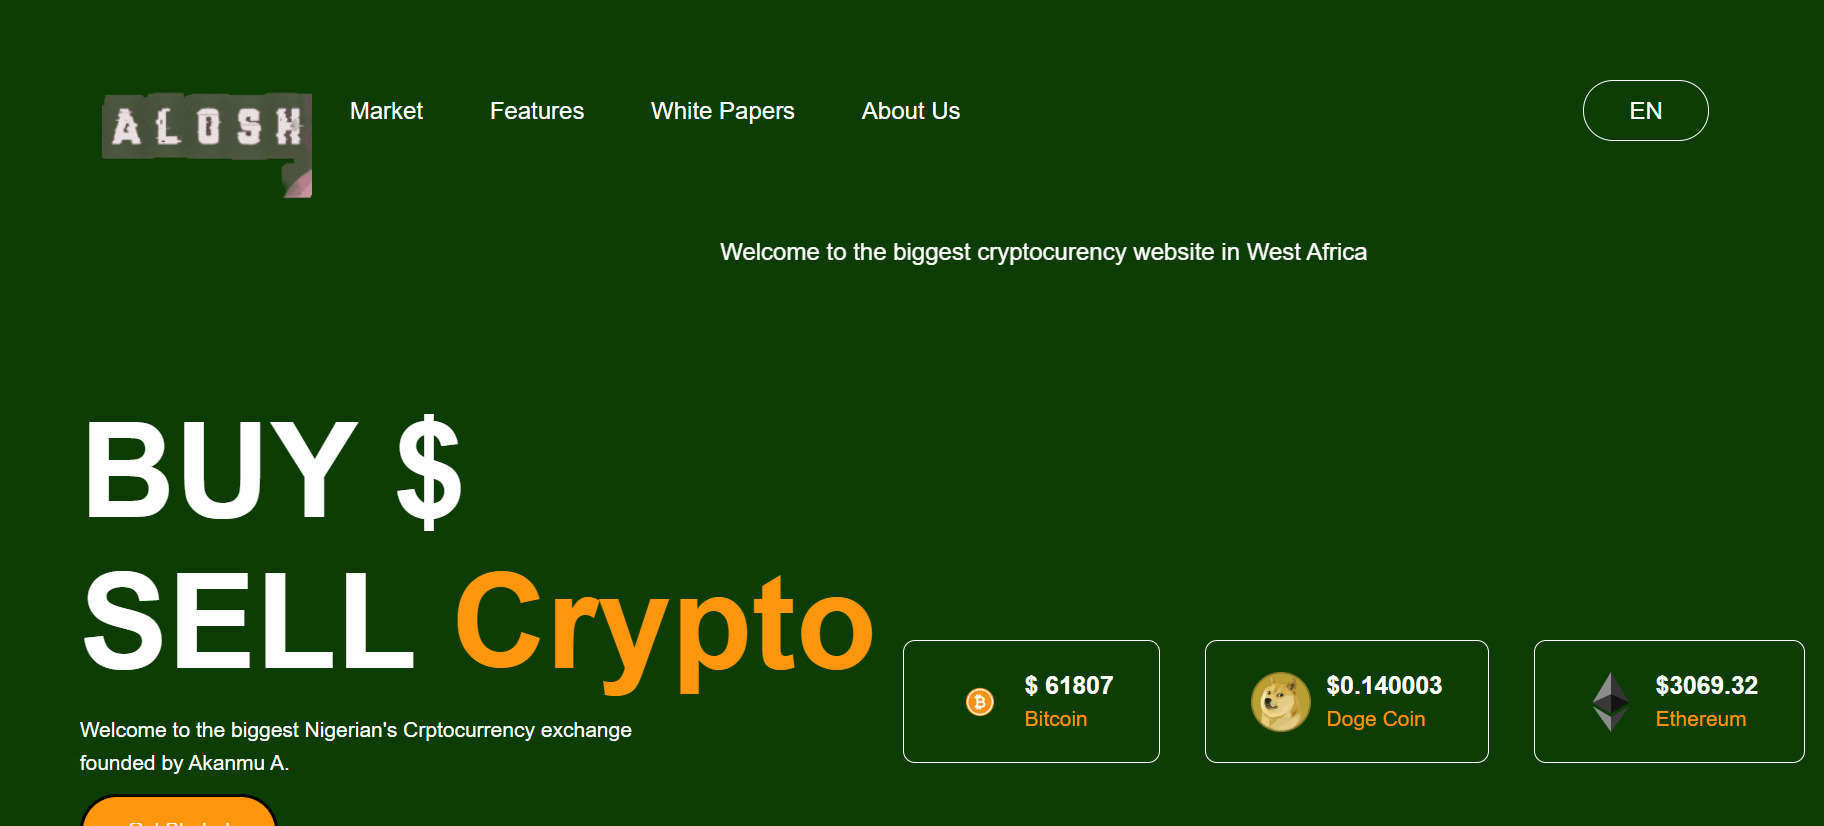 ALOSH
Market Features White Papers About Us EN
Welcome to the biggest cryptocurency website in West Africa
BUY $
SELL Crypto
$ 61807
Bitcoin
$0.140003
Doge Coin
$3069.32
Ethereum
Welcome to the biggest Nigerian's Crptocurrency exchange
founded by Akanmu A.